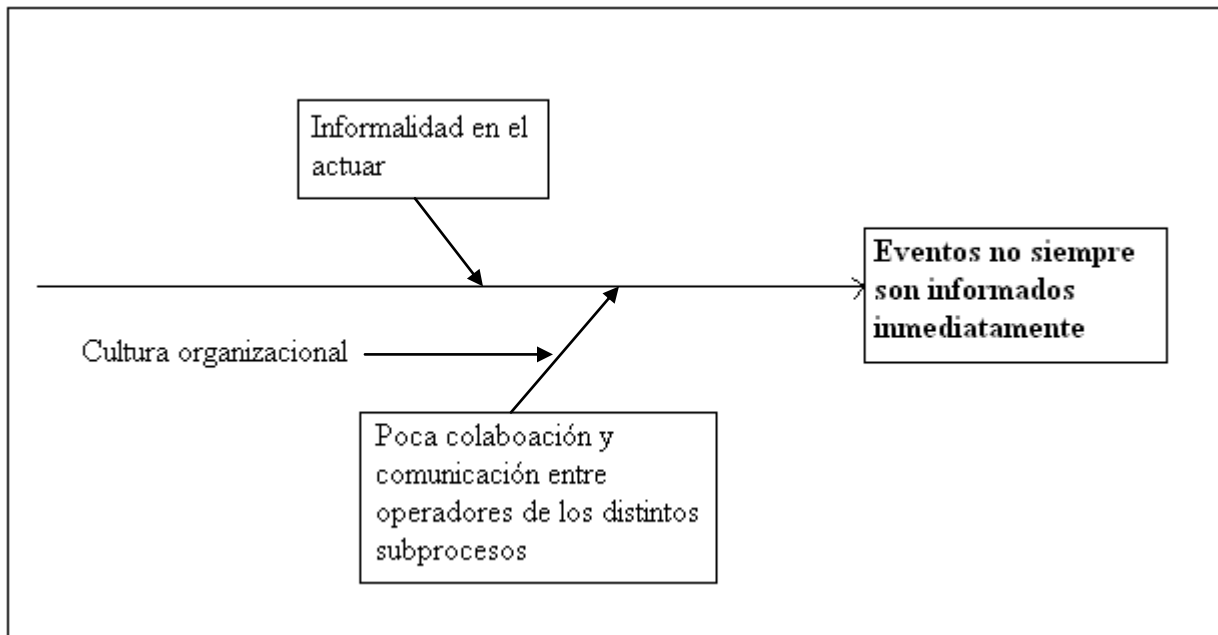 Informalidad en el
actuar
Eventos no siempre
son informados
inmediatamente
Cultura organizacional
Poca colaboación y
comunicación entre
operadores de los distintos
subprocesos